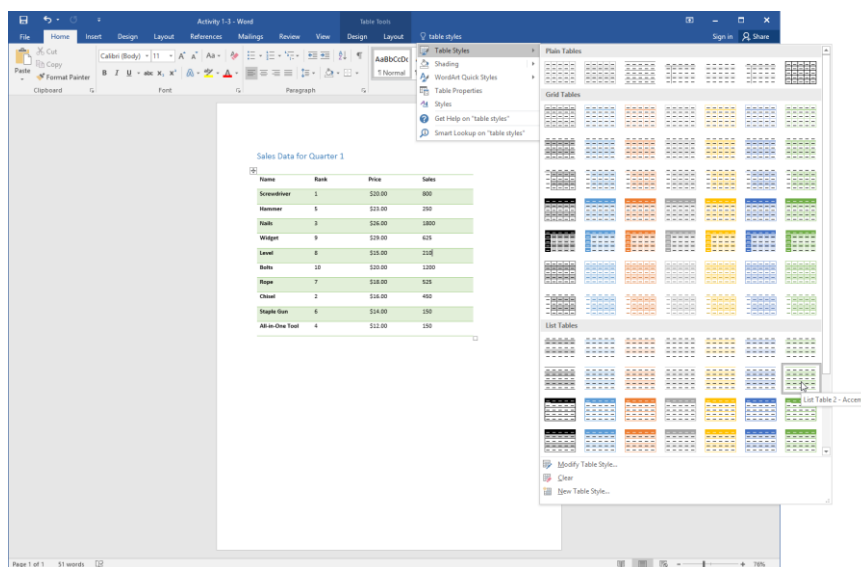 Activity 1-3 - Word
Table Tools
File Home Insert Design Layout References Mailings Review View Design Layout table styles Sign in Share
Paste
Cut
Copy
Format Painter
Clipboard
Calibri (Body) 11 A A Aa
B I U abc x, x² A A
Font
Paragraph
AaBbCcDc
¶ Normal
Table Styles
Shading
WordArt Quick Styles
Table Properties
Styles
Get Help on "table styles"
Smart Lookup on "table styles"
Plain Tables
Grid Tables
List Tables
List Table 2 - Accen
Modify Table Style...
Clear
New Table Style...
Sales Data for Quarter 1
Name Rank Price Sales
Screwdriver 1 $20.00 800
Hammer 5 $23.00 250
Nails 3 $26.00 1800
Widget 9 $29.00 625
Level 8 $15.00 210
Bolts 10 $20.00 1200
Rope 7 $18.00 525
Chisel 2 $16.00 450
Staple Gun 6 $14.00 150
All-in-One Tool 4 $12.00 150
Page 1 of 1 51 words
76%